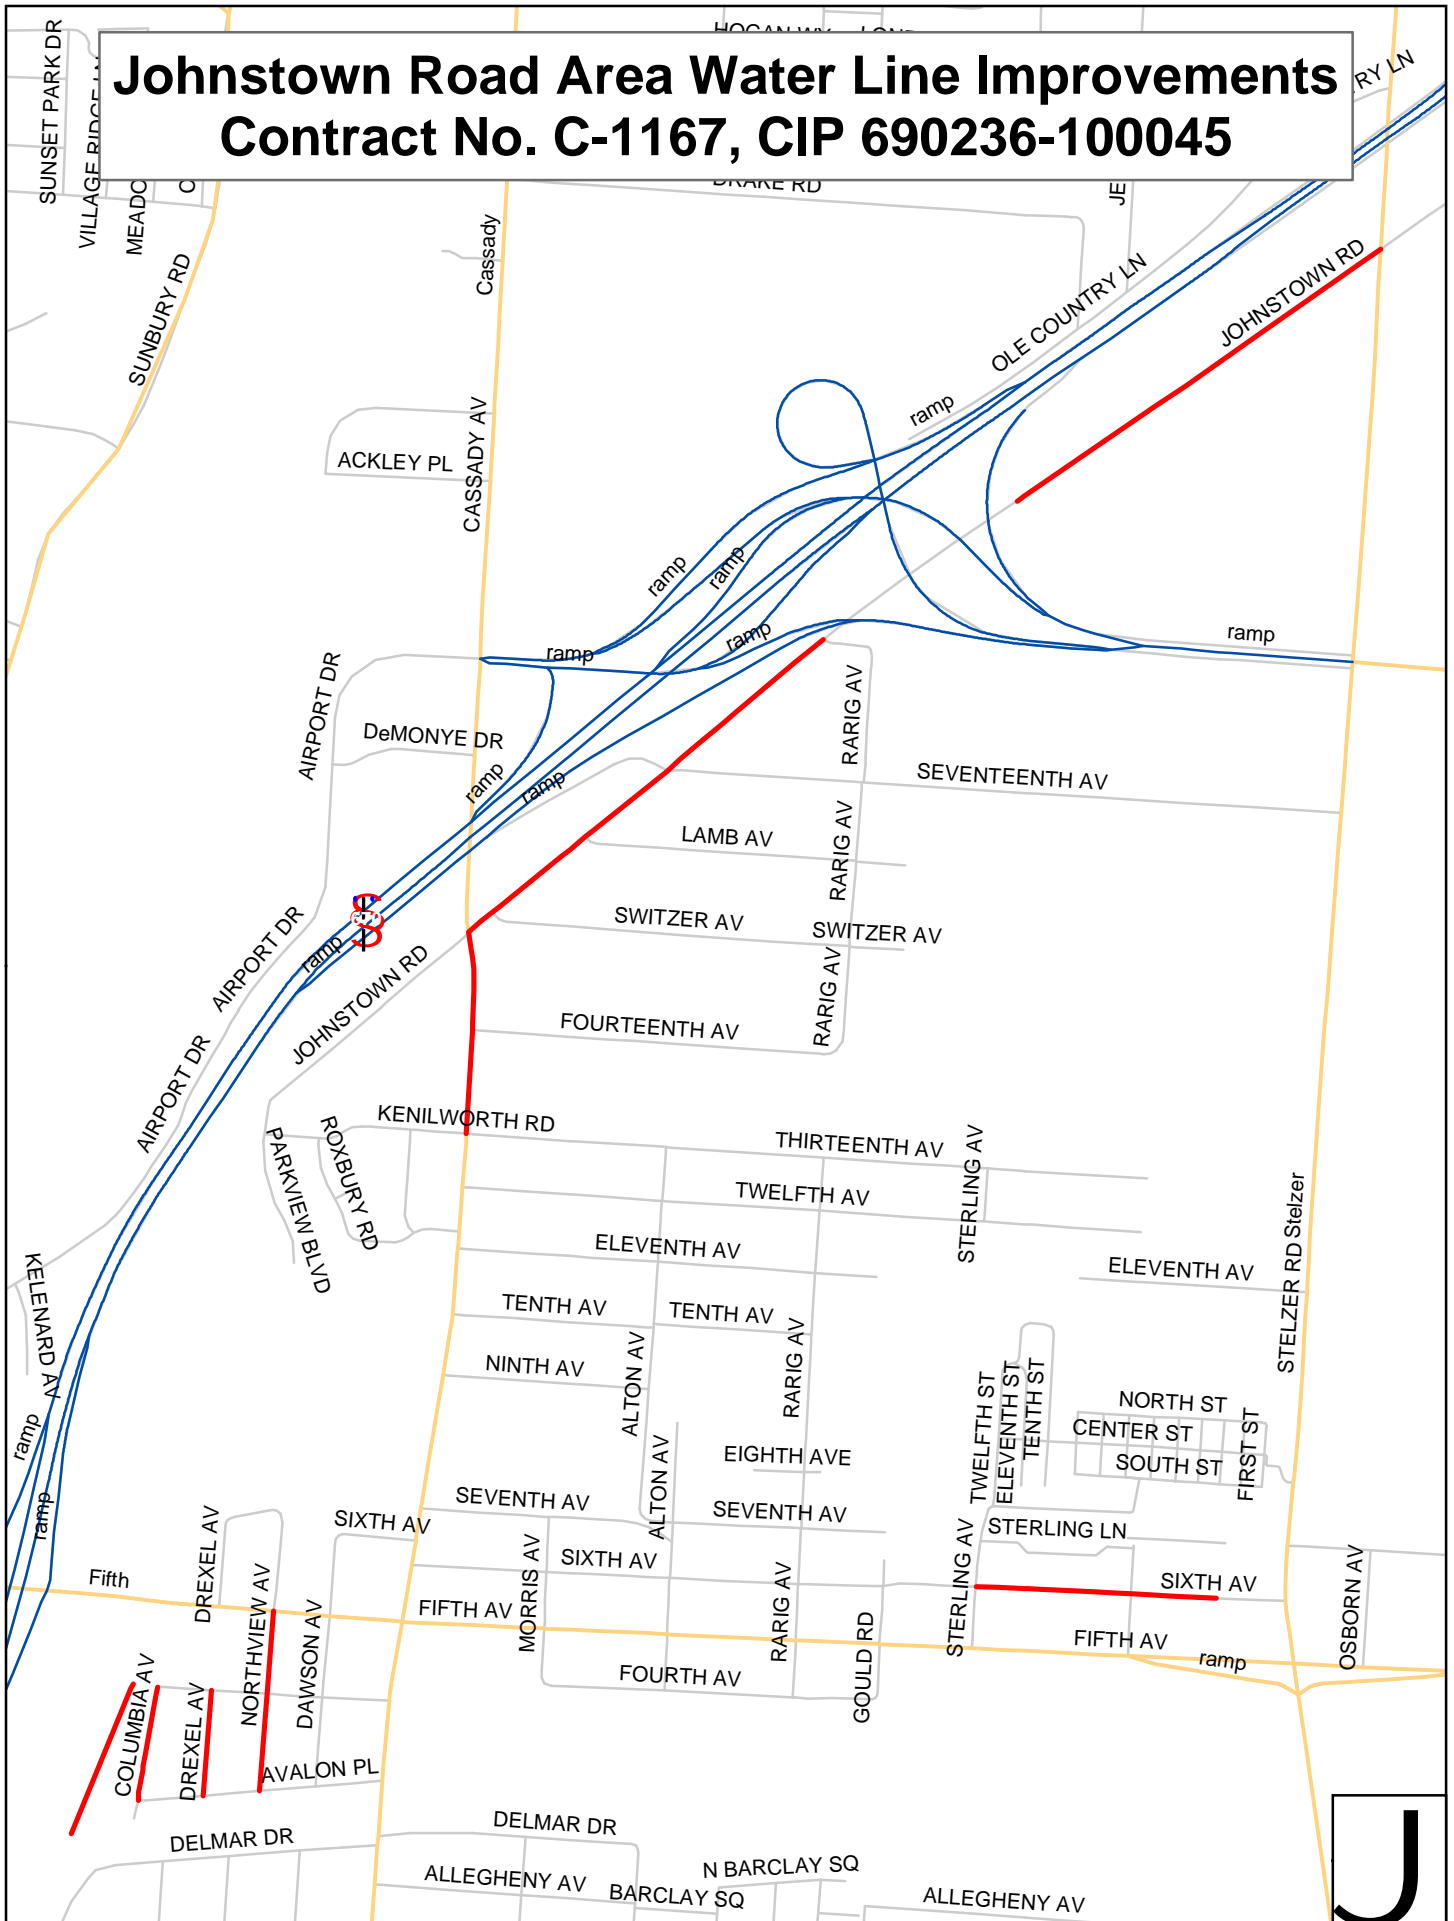 Johnstown Road Area Water Line Improvements
Contract No. C-1167, CIP 690236-100045
SUNSET PARK DR
DRAKE RD
SUNBURY RD
Cassady
OLE COUNTRY LN
JOHNSTOWN RD
ramp
ACKLEY PL
CASSADY AV
ramp
ramp
ramp
ramp
ramp
AIRPORT DR
DeMONYE DR
RARIG AV
ramp
ramp
SEVENTEENTH AV
LAMB AV
RARIG AV
SWITZER AV
SWITZER AV
AIRPORT DR
ramp
JOHNSTOWN RD
RARIG AV
FOURTEENTH AV
AIRPORT DR
KENILWORTH RD
PARKVIEW BLVD
ROXBURY RD
THIRTEENTH AV
STERLING AV
TWELFTH AV
ELEVENTH AV
ELEVENTH AV
STELZER RD
Stelzer
KELENARD AV
TENTH AV
TENTH AV
NINTH AV
ALTON AV
RARIG AV
TWELFTH ST
ELEVENTH ST
TENTH ST
NORTH ST
CENTER ST
SOUTH ST
FIRST ST
ramp
ramp
EIGHTH AVE
ALTON AV
SEVENTH AV
SEVENTH AV
SIXTH AV
STERLING LN
DREXEL AV
SIXTH AV
SIXTH AV
Fifth
NORTHVIEW AV
DAWSON AV
FIFTH AV
MORRIS AV
RARIG AV
GOULD RD
STERLING AV
FIFTH AV
ramp
OSBORN AV
FOURTH AV
COLUMBIA AV
DREXEL AV
AVALON PL
DELMAR DR
DELMAR DR
ALLEGHENY AV
BARCLAY SQ
N BARCLAY SQ
ALLEGHENY AV